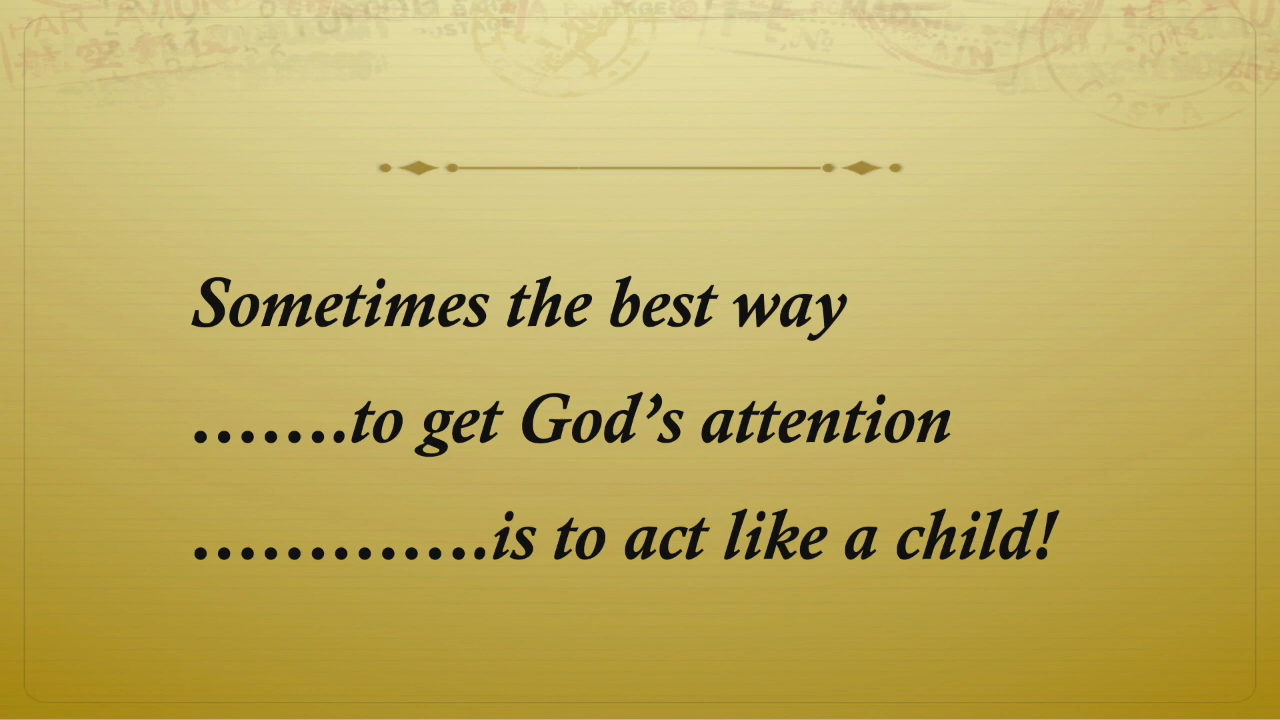 Sometimes the best way
…….to get God’s attention
………….is to act like a child!